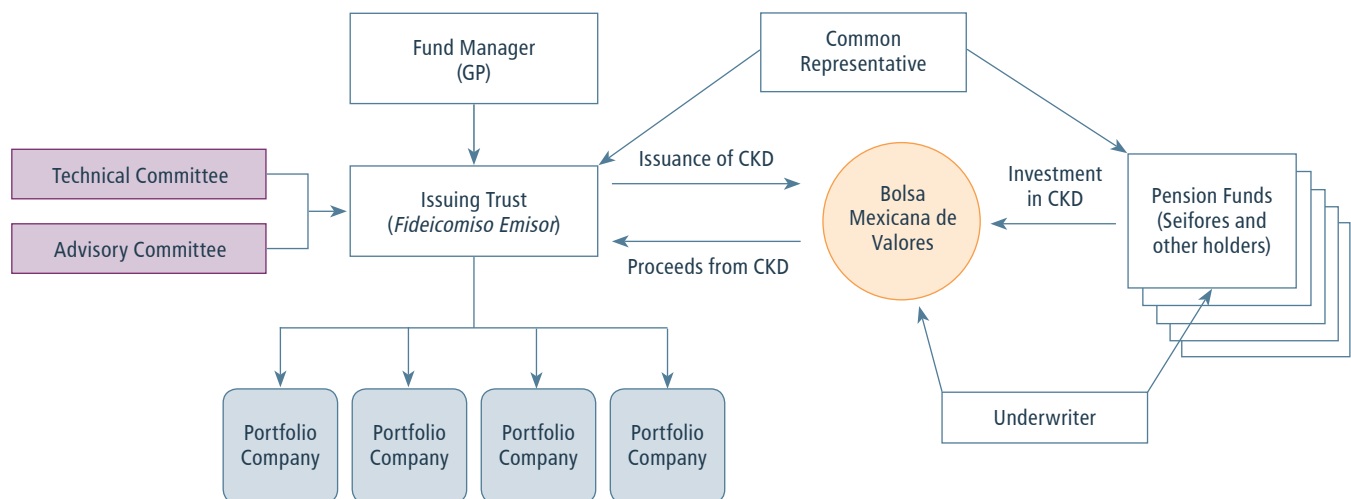 Fund Manager
(GP)
Common
Representative
Technical Committee
Advisory Committee
Issuing Trust
(Fideicomiso Emisor)
Issuance of CKD
Proceeds from CKD
Bolsa
Mexicana de
Valores
Investment
in CKD
Pension Funds
(Seifores and
other holders)
Underwriter
Portfolio
Company
Portfolio
Company
Portfolio
Company
Portfolio
Company